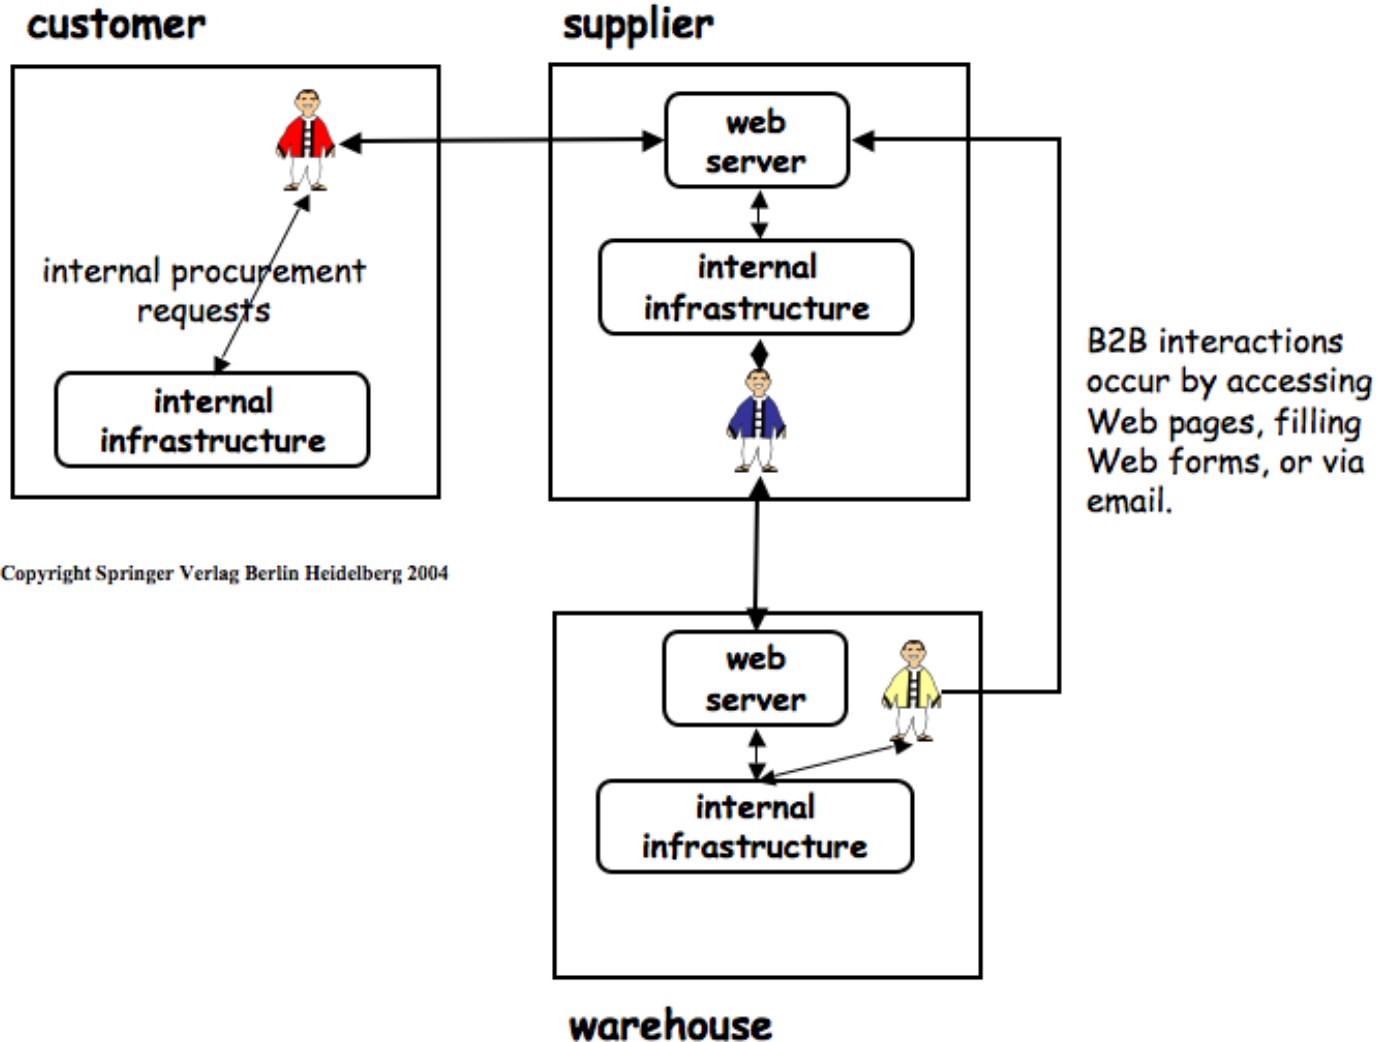 customer
supplier
web
server
internal procurement
requests
internal
infrastructure
internal
infrastructure
B2B interactions
occur by accessing
Web pages, filling
Web forms, or via
email.
Copyright Springer Verlag Berlin Heidelberg 2004
web
server
internal
infrastructure
warehouse